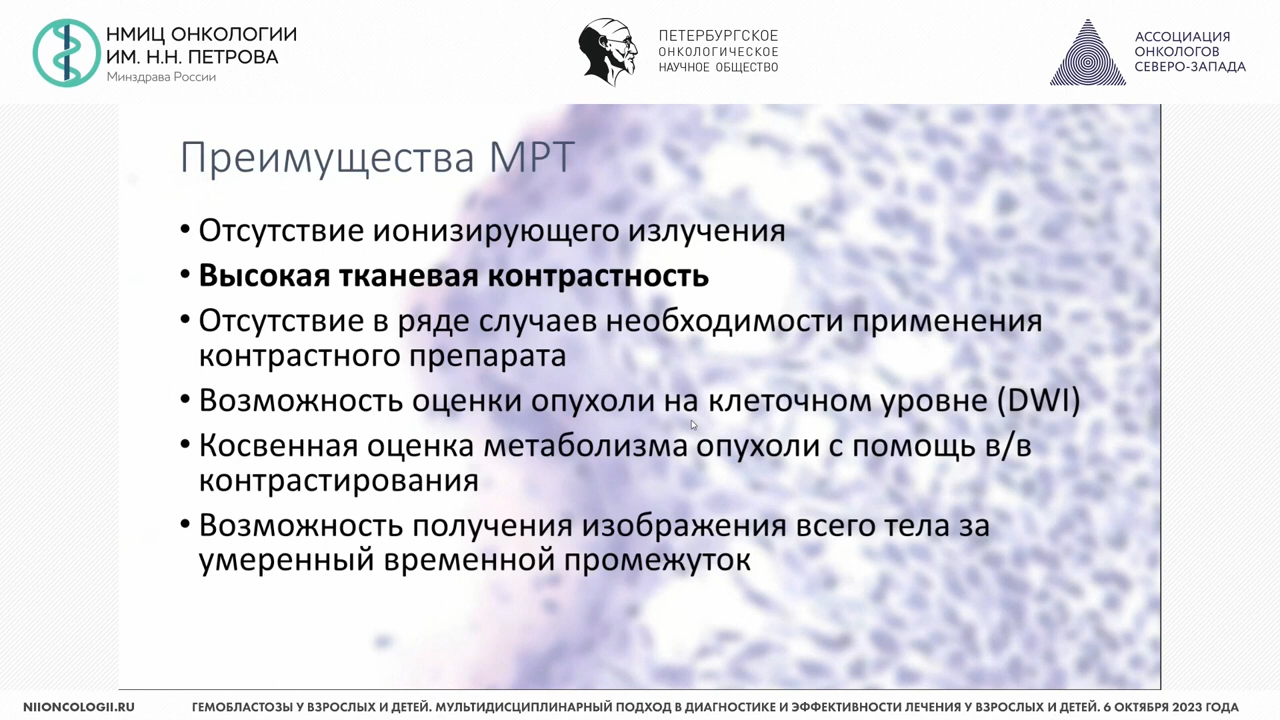 НМИЦ ОНКОЛОГИИ
ИМ. Н.Н. ПЕТРОВА
Минздрава России
ПЕТЕРБУРГСКОЕ
ОНКОЛОГИЧЕСКОЕ
НАУЧНОЕ ОБЩЕСТВО
АССОЦИАЦИЯ
ОНКОЛОГОВ
СЕВЕРО-ЗАПАДА
Преимущества МРТ
• Отсутствие ионизирующего излучения
• Высокая тканевая контрастность
• Отсутствие в ряде случаев необходимости применения
контрастного препарата
• Возможность оценки опухоли на клеточном уровне (DWI)
• Косвенная оценка метаболизма опухоли с помощь в/в
контрастирования
• Возможность получения изображения всего тела за
умеренный временной промежуток
NIIONCOLOGII.RU
ГЕМОБЛАСТОЗЫ У ВЗРОСЛЫХ И ДЕТЕЙ. МУЛЬТИДИСЦИПЛИНАРНЫЙ ПОДХОД В ДИАГНОСТИКЕ И ЭФФЕКТИВНОСТИ ЛЕЧЕНИЯ У ВЗРОСЛЫХ И ДЕТЕЙ. 6 ОКТЯБРЯ 2023 ГОДА